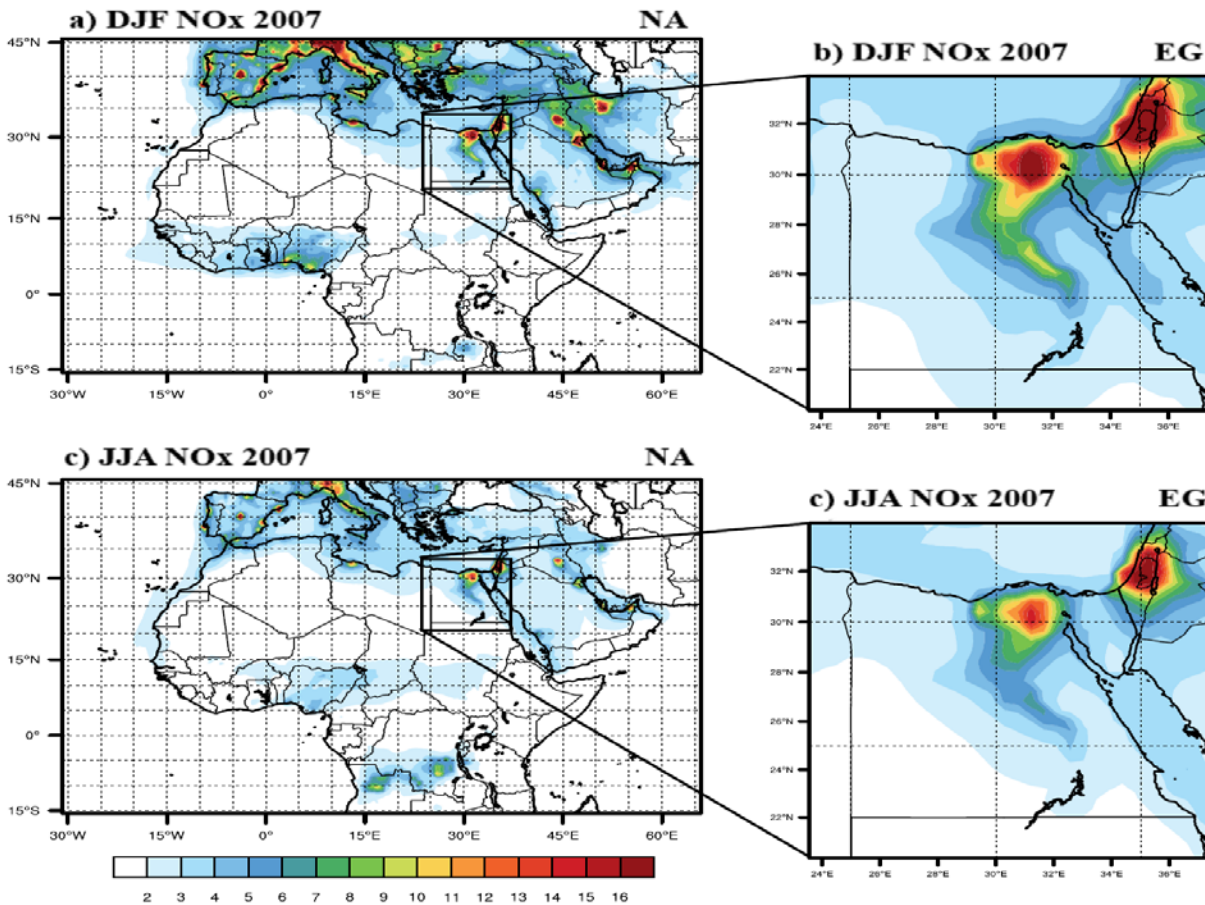 a) DJF NOx 2007 NA
45°N
30°N
15°N
0°
15°S
30°W 15°W 0° 15°E 30°E 45°E 60°E
b) DJF NOx 2007 EG
32°N
30°N
28°N
26°N
24°N
22°N
24°E 26°E 28°E 30°E 32°E 34°E 36°E
c) JJA NOx 2007 NA
45°N
30°N
15°N
0°
15°S
30°W 15°W 0° 15°E 30°E 45°E 60°E
c) JJA NOx 2007 EG
32°N
30°N
28°N
26°N
24°N
22°N
24°E 26°E 28°E 30°E 32°E 34°E 36°E
2 3 4 5 6 7 8 9 10 11 12 13 14 15 16